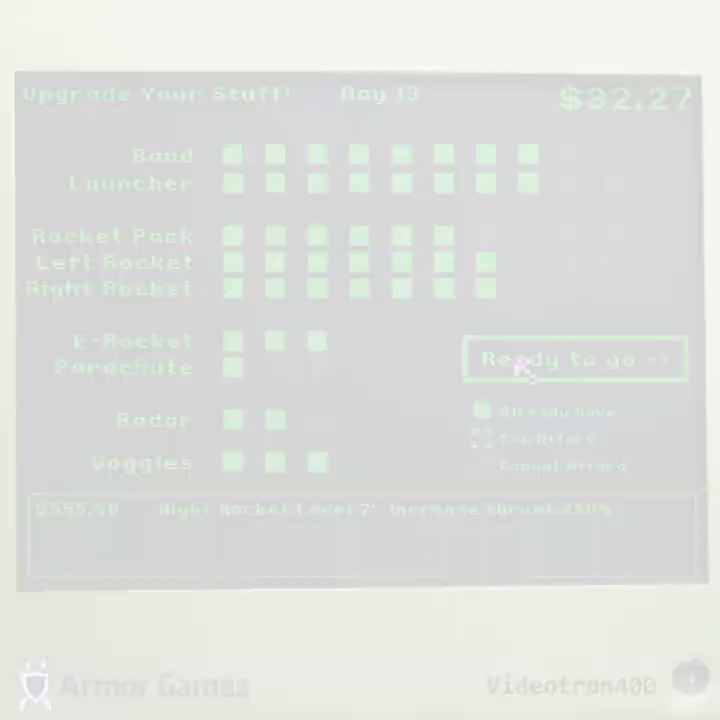 Upgrade Your Stuff! Day 13 $32.27
Band
Launcher
Rocket Pack
Left Rocket
Right Rocket
E-Rocket
Parachute
Ready to go ->
Already Have
Radar
Can Afford
Goggles
Cannot Afford
Right Rocket Level 7: Increase thrust
Armor Games
Videotron400